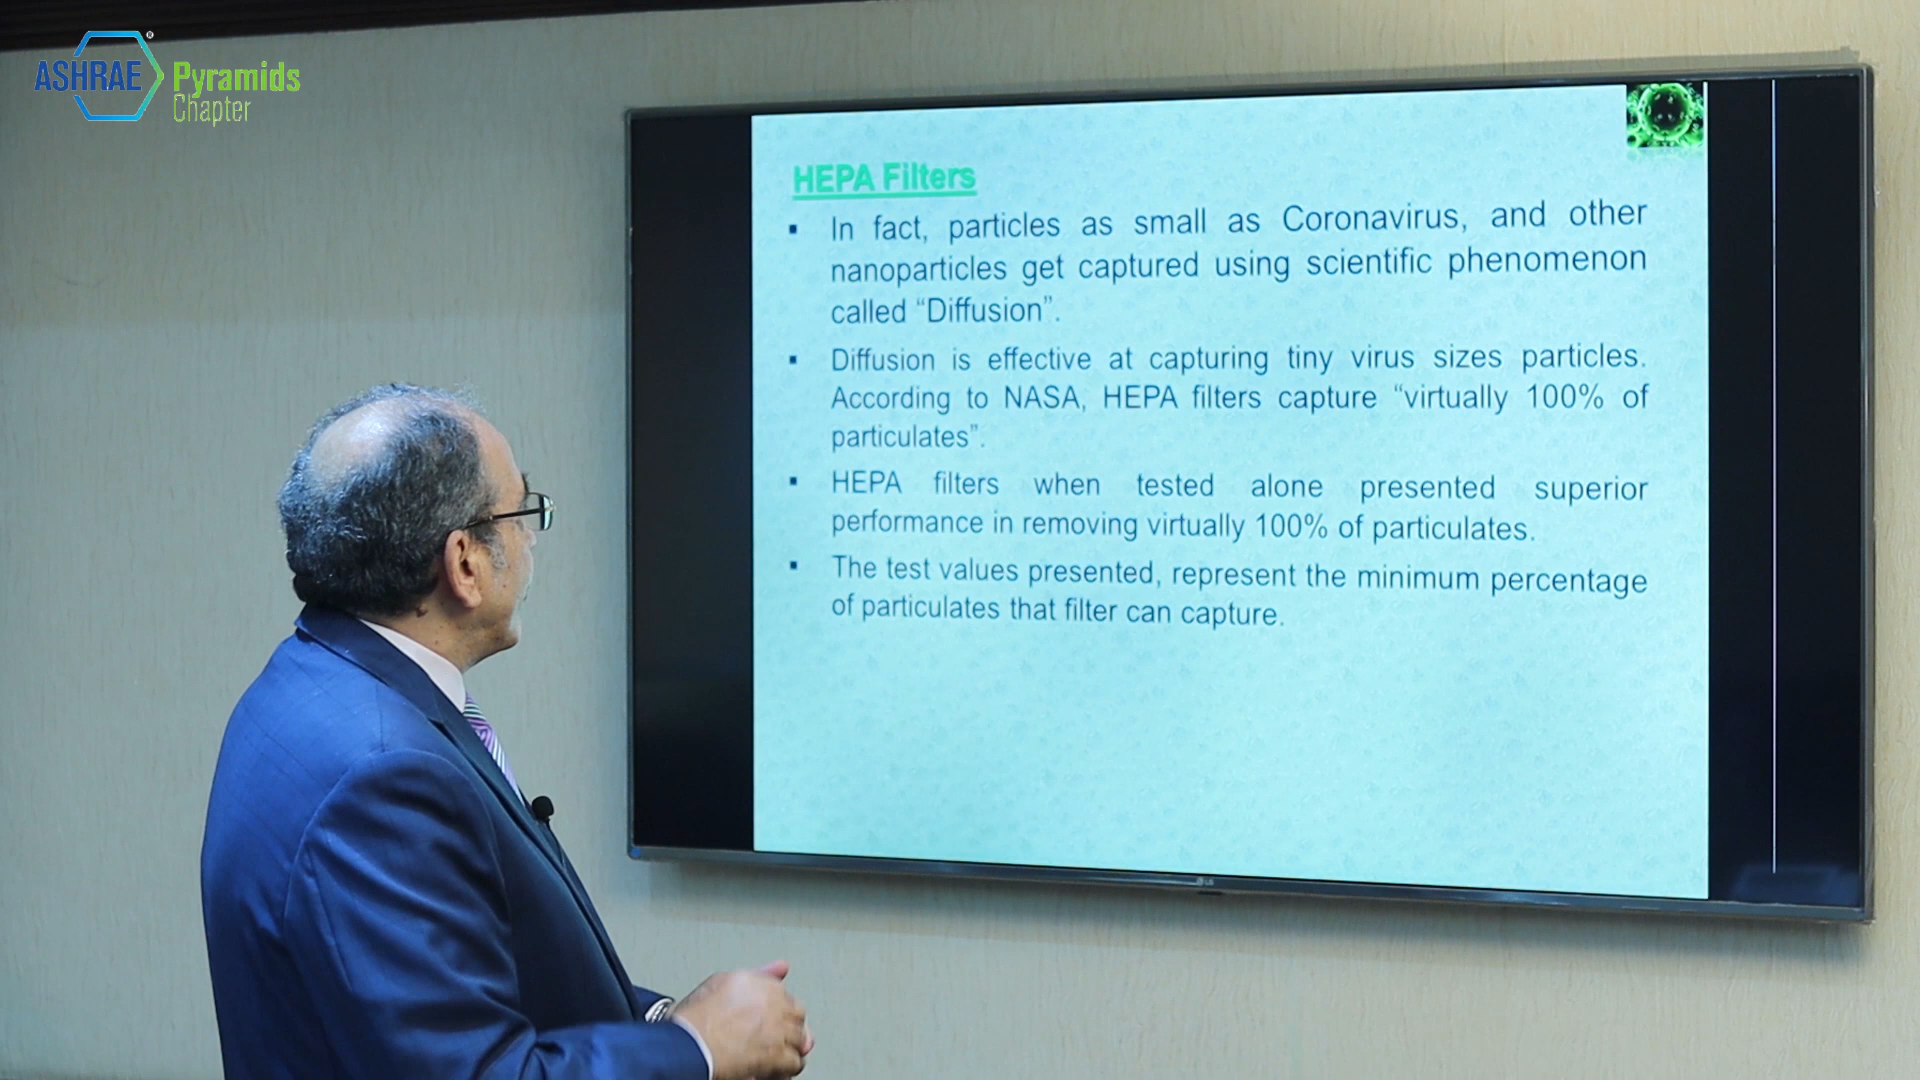 ASHRAE®
Pyramids
Chapter
HEPA Filters
▪ In fact, particles as small as Coronavirus, and other
nanoparticles get captured using scientific phenomenon
called “Diffusion”.
▪ Diffusion is effective at capturing tiny virus sizes particles.
According to NASA, HEPA filters capture “virtually 100% of
particulates”.
▪ HEPA filters when tested alone presented superior
performance in removing virtually 100% of particulates.
▪ The test values presented, represent the minimum percentage
of particulates that filter can capture.
LG